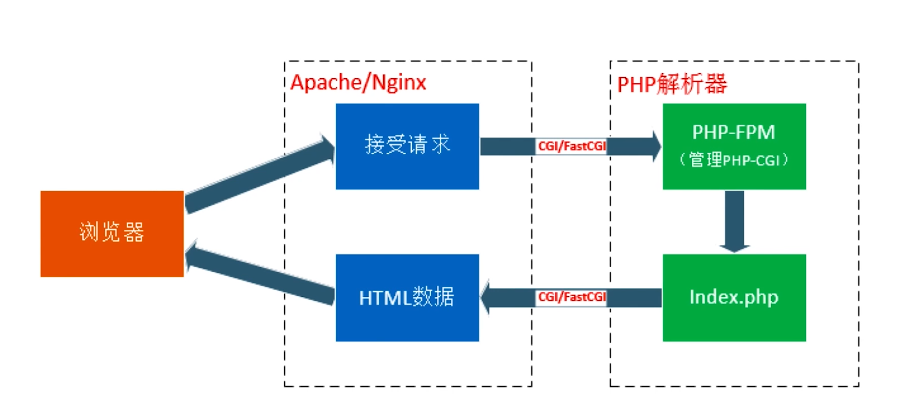 Apache/Nginx
PHP解析器
接受请求
CGI/FastCGI
PHP-FPM
（管理PHP-CGI）
浏览器
HTML数据
CGI/FastCGI
Index.php